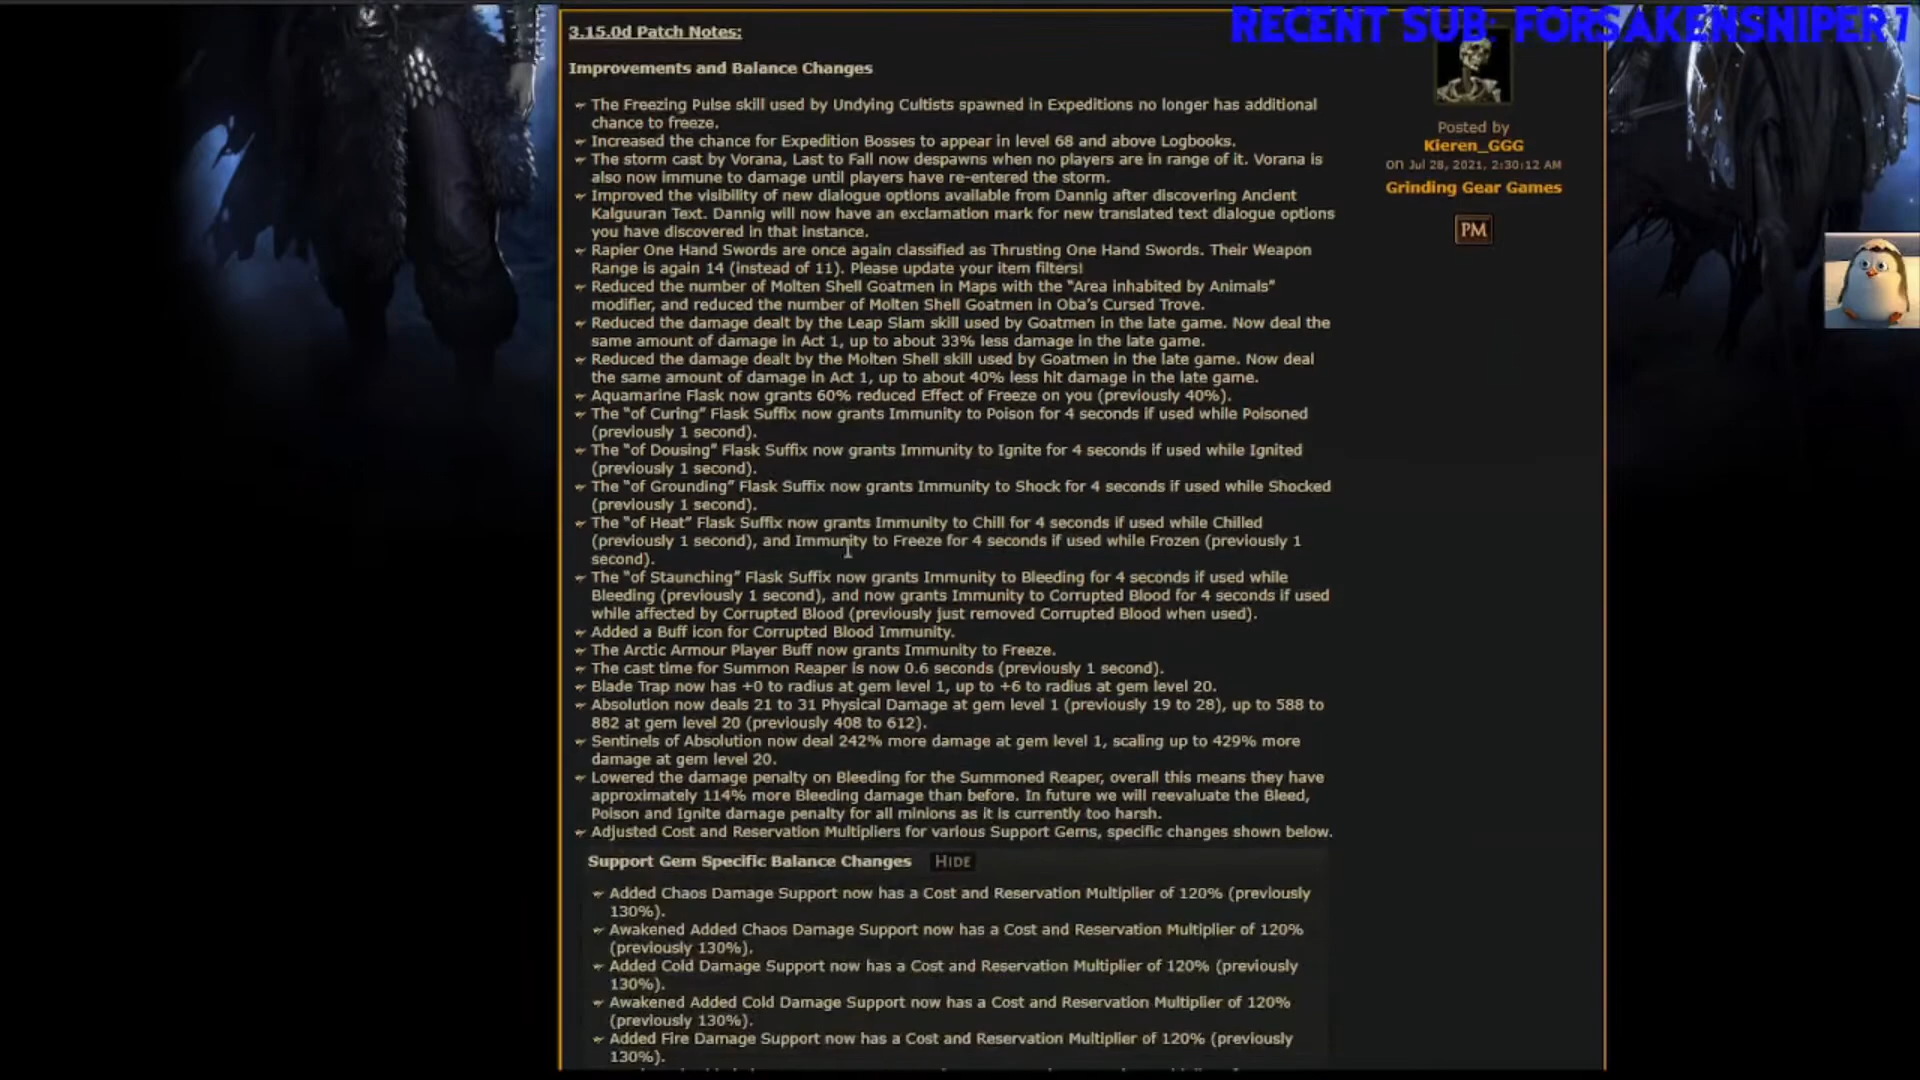 RECENT SUB: FORSAKENSNIPER1
3.15.0d Patch Notes:
Improvements and Balance Changes
The Freezing Pulse skill used by Undying Cultists spawned in Expeditions no longer has additional
chance to freeze.
Increased the chance for Expedition Bosses to appear in level 68 and above Logbooks.
The storm cast by Vorana, Last to Fall now despawns when no players are in range of it. Vorana is
also now immune to damage until players have re-entered the storm.
Improved the visibility of new dialogue options available from Dannig after discovering Ancient
Kalguuran Text. Dannig will now have an exclamation mark for new translated text dialogue options
you have discovered in that instance.
Rapier One Hand Swords are once again classified as Thrusting One Hand Swords. Their Weapon
Range is again 14 (instead of 11). Please update your item filters!
Reduced the number of Molten Shell Goatmen in Maps with the "Area inhabited by Animals"
modifier, and reduced the number of Molten Shell Goatmen in Oba's Cursed Trove.
Reduced the damage dealt by the Leap Slam skill used by Goatmen in the late game. Now deal the
same amount of damage in Act 1, up to about 33% less damage in the late game.
Reduced the damage dealt by the Molten Shell skill used by Goatmen in the late game. Now deal
the same amount of damage in Act 1, up to about 40% less hit damage in the late game.
Aquamarine Flask now grants 60% reduced Effect of Freeze on you (previously 40%).
The "of Curing" Flask Suffix now grants Immunity to Poison for 4 seconds if used while Poisoned
(previously 1 second).
The "of Dousing" Flask Suffix now grants Immunity to Ignite for 4 seconds if used while Ignited
(previously 1 second).
The "of Grounding" Flask Suffix now grants Immunity to Shock for 4 seconds if used while Shocked
(previously 1 second).
The "of Heat" Flask Suffix now grants Immunity to Chill for 4 seconds if used while Chilled
(previously 1 second), and Immunity to Freeze for 4 seconds if used while Frozen (previously 1
second).
The "of Staunching" Flask Suffix now grants Immunity to Bleeding for 4 seconds if used while
Bleeding (previously 1 second), and now grants Immunity to Corrupted Blood for 4 seconds if used
while affected by Corrupted Blood (previously just removed Corrupted Blood when used).
Added a Buff icon for Corrupted Blood Immunity.
The Arctic Armour Player Buff now grants Immunity to Freeze.
The cast time for Summon Reaper is now 0.6 seconds (previously 1 second).
Blade Trap now has +0 to radius at gem level 1, up to +6 to radius at gem level 20.
Absolution now deals 21 to 31 Physical Damage at gem level 1 (previously 19 to 28), up to 588 to
882 at gem level 20 (previously 408 to 612).
Sentinels of Absolution now deal 242% more damage at gem level 1, scaling up to 429% more
damage at gem level 20.
Lowered the damage penalty on Bleeding for the Summoned Reaper, overall this means they have
approximately 114% more Bleeding damage than before. In future we will reevaluate the Bleed,
Poison and Ignite damage penalty for all minions as it is currently too harsh.
Adjusted Cost and Reservation Multipliers for various Support Gems, specific changes shown below.
Support Gem Specific Balance Changes HIDE
Added Chaos Damage Support now has a Cost and Reservation Multiplier of 120% (previously
130%).
Awakened Added Chaos Damage Support now has a Cost and Reservation Multiplier of 120%
(previously 130%).
Added Cold Damage Support now has a Cost and Reservation Multiplier of 120% (previously
130%).
Awakened Added Cold Damage Support now has a Cost and Reservation Multiplier of 120%
(previously 130%).
Added Fire Damage Support now has a Cost and Reservation Multiplier of 120% (previously
130%).
Posted by
Kieren_GGG
on Jul 28, 2021, 2:30:12 AM
Grinding Gear Games
PM